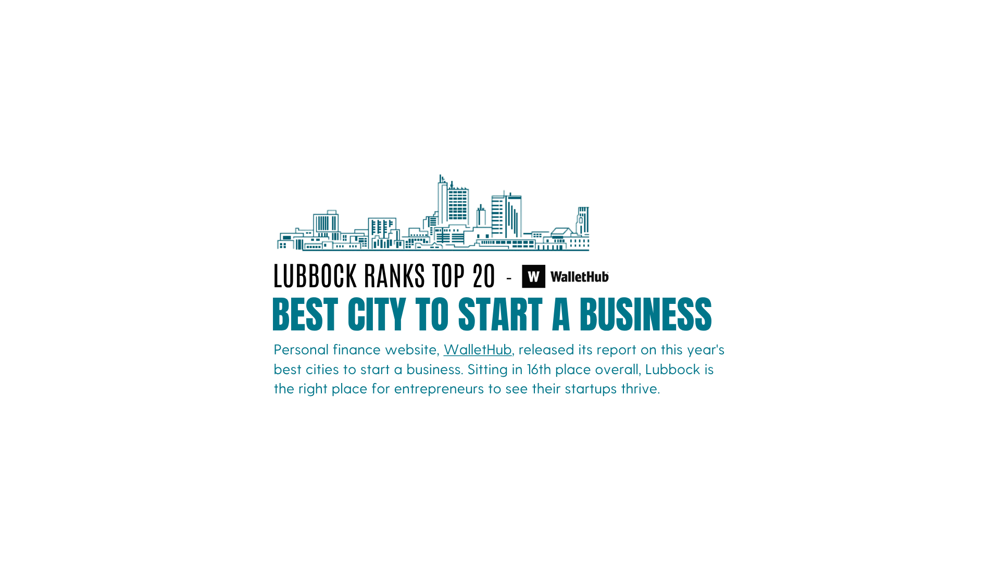 LUBBOCK RANKS TOP 20 - W WalletHub
BEST CITY TO START A BUSINESS
Personal finance website, WalletHub, released its report on this year's
best cities to start a business. Sitting in 16th place overall, Lubbock is
the right place for entrepreneurs to see their startups thrive.